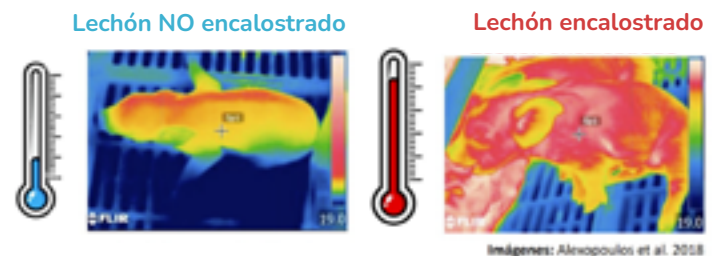 Lechón NO encalostrado
Lechón encalostrado
FLIR
19.0
FLIR
19.0
Imágenes: Alexopoulos et al. 2018